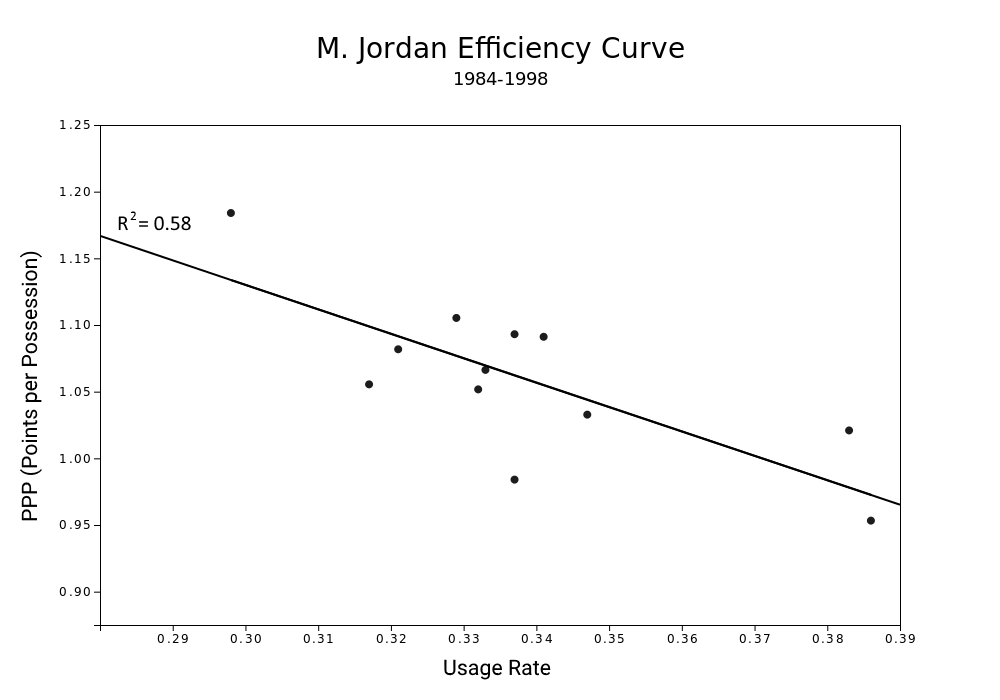 M. Jordan Efficiency Curve
1984-1998
1.25
1.20
R²= 0.58
1.15
1.10
1.05
1.00
0.95
0.90
PPP (Points per Possession)
0.29 0.30 0.31 0.32 0.33 0.34 0.35 0.36 0.37 0.38 0.39
Usage Rate